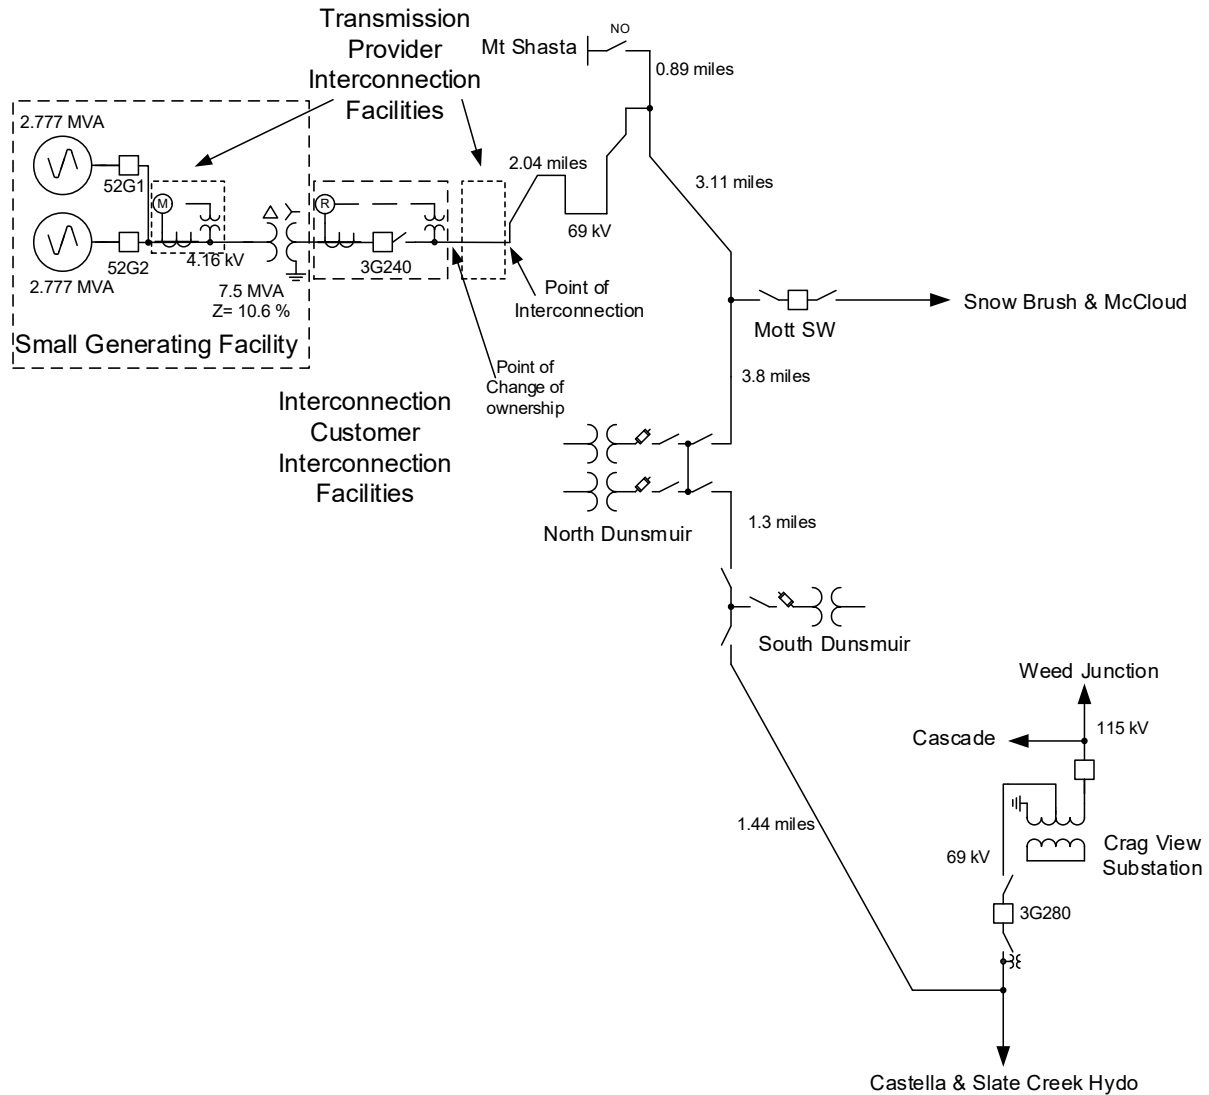 Transmission
Provider
Interconnection
Facilities
NO
Mt Shasta
0.89 miles
2.777 MVA
52G1
M
R
2.04 miles
3.11 miles
69 kV
52G2
4.16 kV
3G240
2.777 MVA
7.5 MVA
Z= 10.6 %
Point of
Interconnection
Snow Brush & McCloud
Mott SW
Small Generating Facility
Point of
Change of
ownership
3.8 miles
Interconnection
Customer
Interconnection
Facilities
North Dunsmuir
1.3 miles
South Dunsmuir
Weed Junction
115 kV
Cascade
1.44 miles
69 kV
Crag View
Substation
3G280
Castella & Slate Creek Hydo